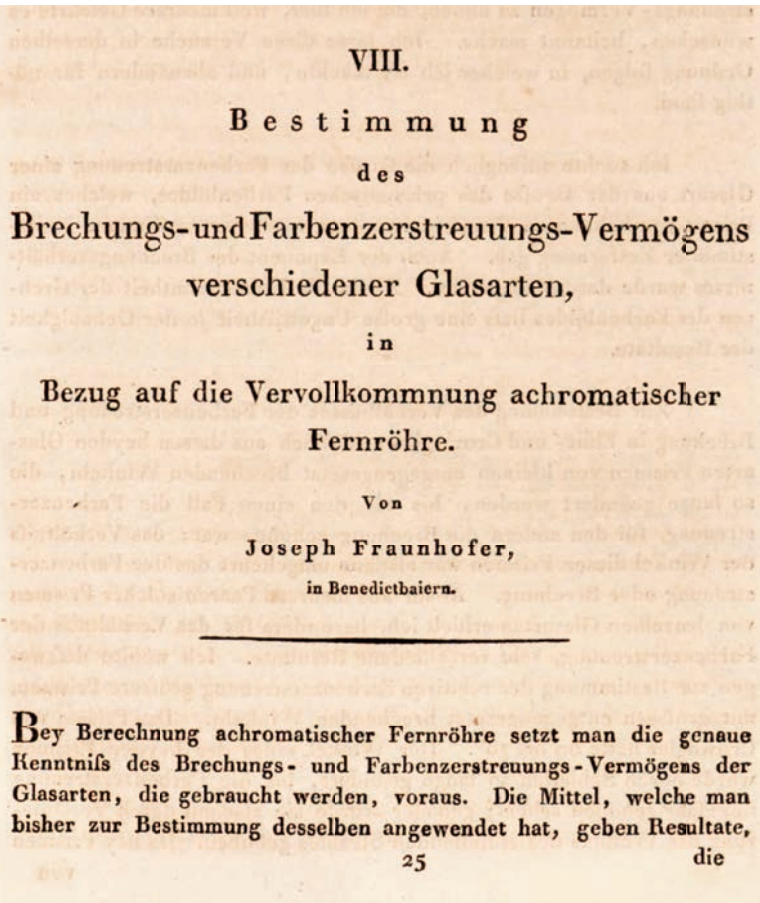 VIII.
Bestimmung
des
Brechungs- und Farbenzerstreuungs-Vermögens
verschiedener Glasarten,
in
Bezug auf die Vervollkommnung achromatischer
Fernröhre.
Von
Joseph Fraunhofer,
in Benedictbaiern.
Bey Berechnung achromatischer Fernröhre setzt man die genaue
Kenntniſs des Brechungs- und Farbenzerstreuungs-Vermögens der
Glasarten, die gebraucht werden, voraus. Die Mittel, welche man
bisher zur Bestimmung desselben angewendet hat, geben Resultate,
25 die